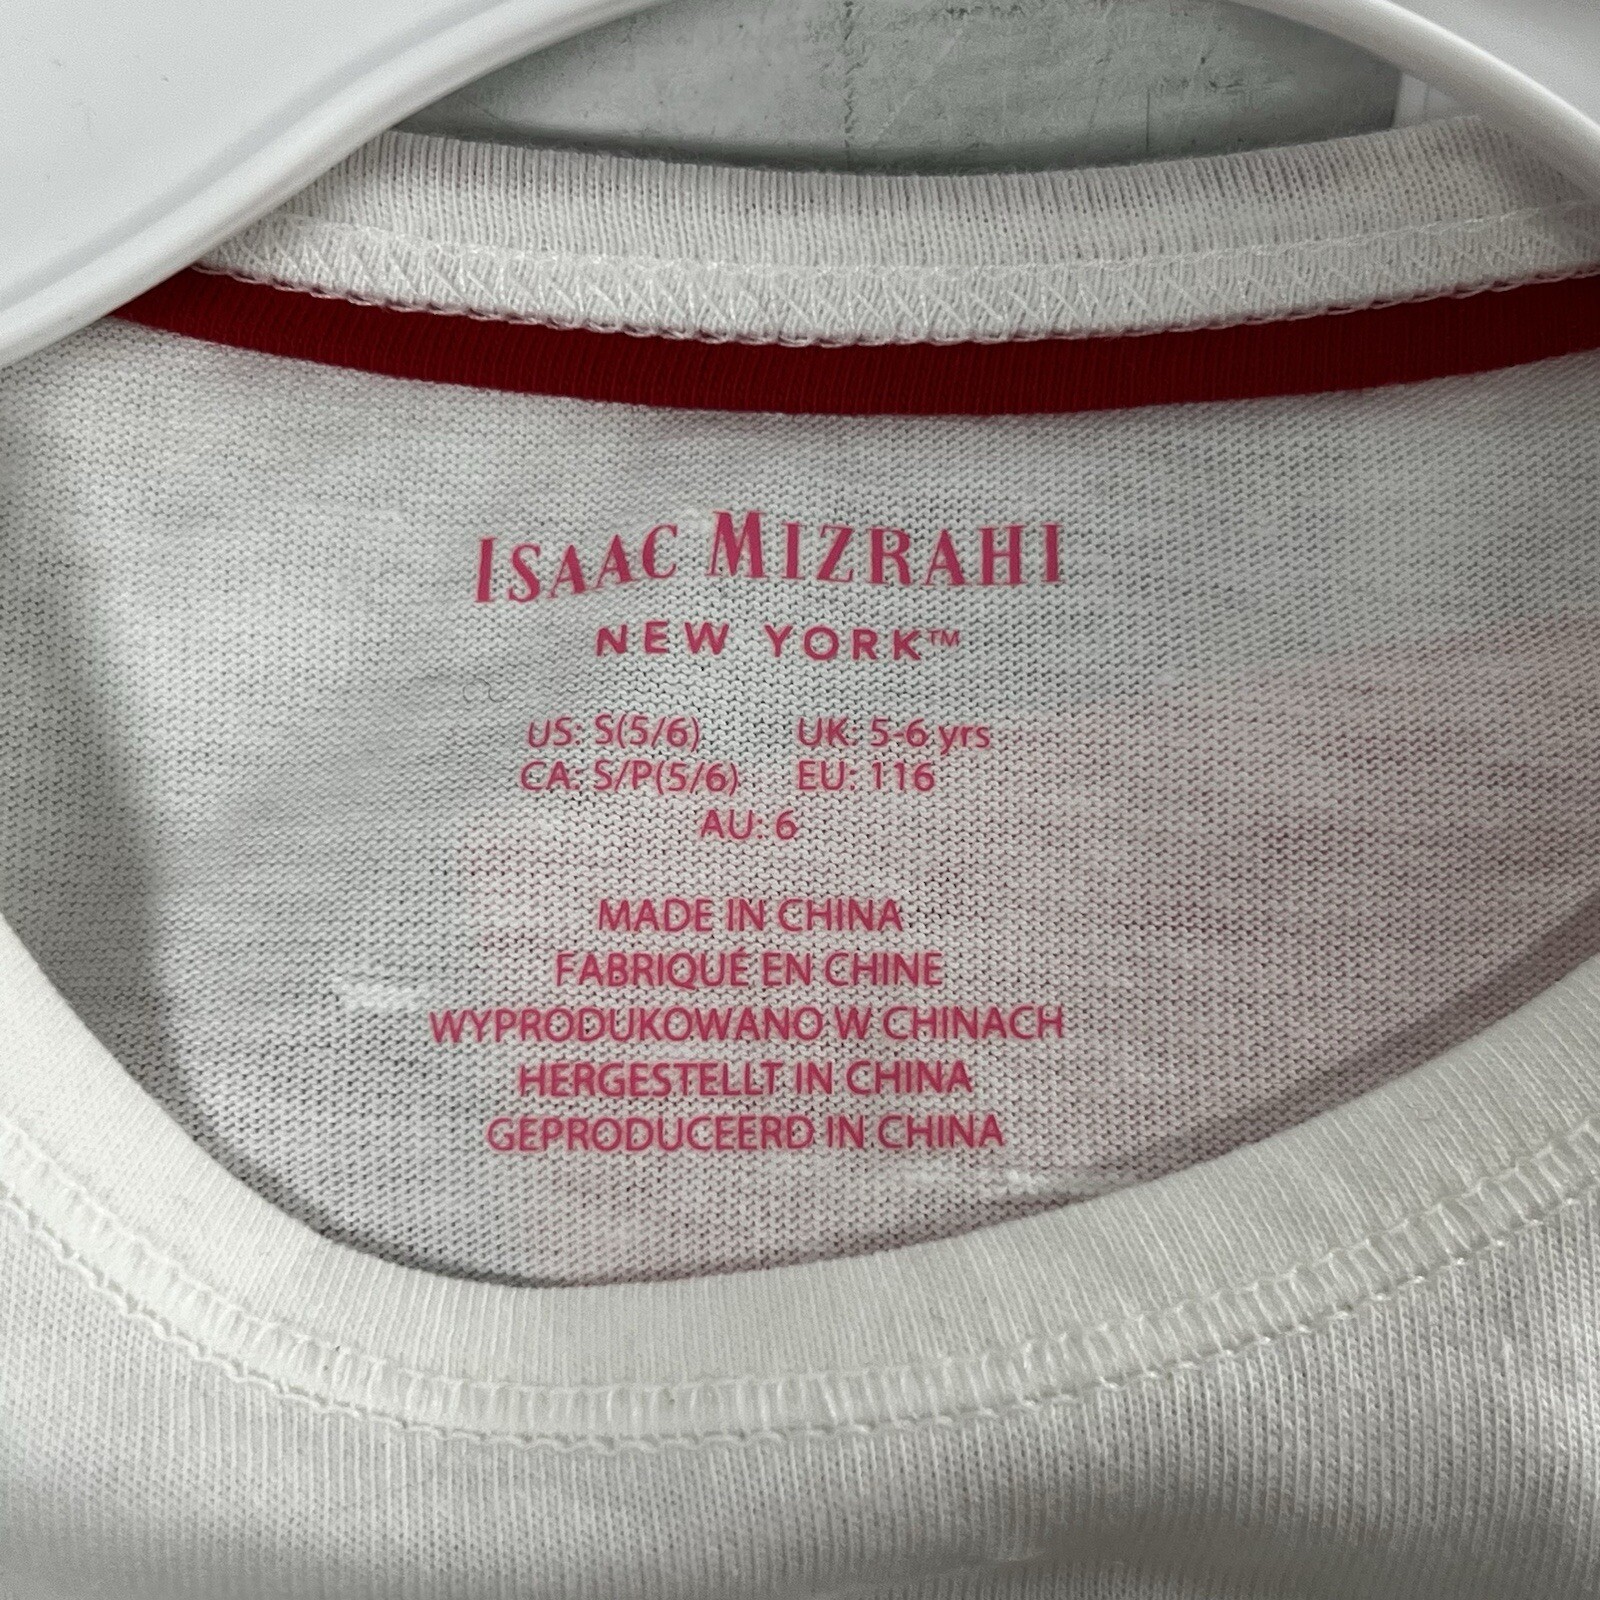 ISAAC MIZRAHI
NEW YORK™
US: S(5/6) UK: 5-6 yrs
CA: S/P(5/6) EU: 116
AU: 6
MADE IN CHINA
FABRIQUÉ EN CHINE
WYPRODUKOWANO W CHINACH
HERGESTELLT IN CHINA
GEPRODUCEERD IN CHINA